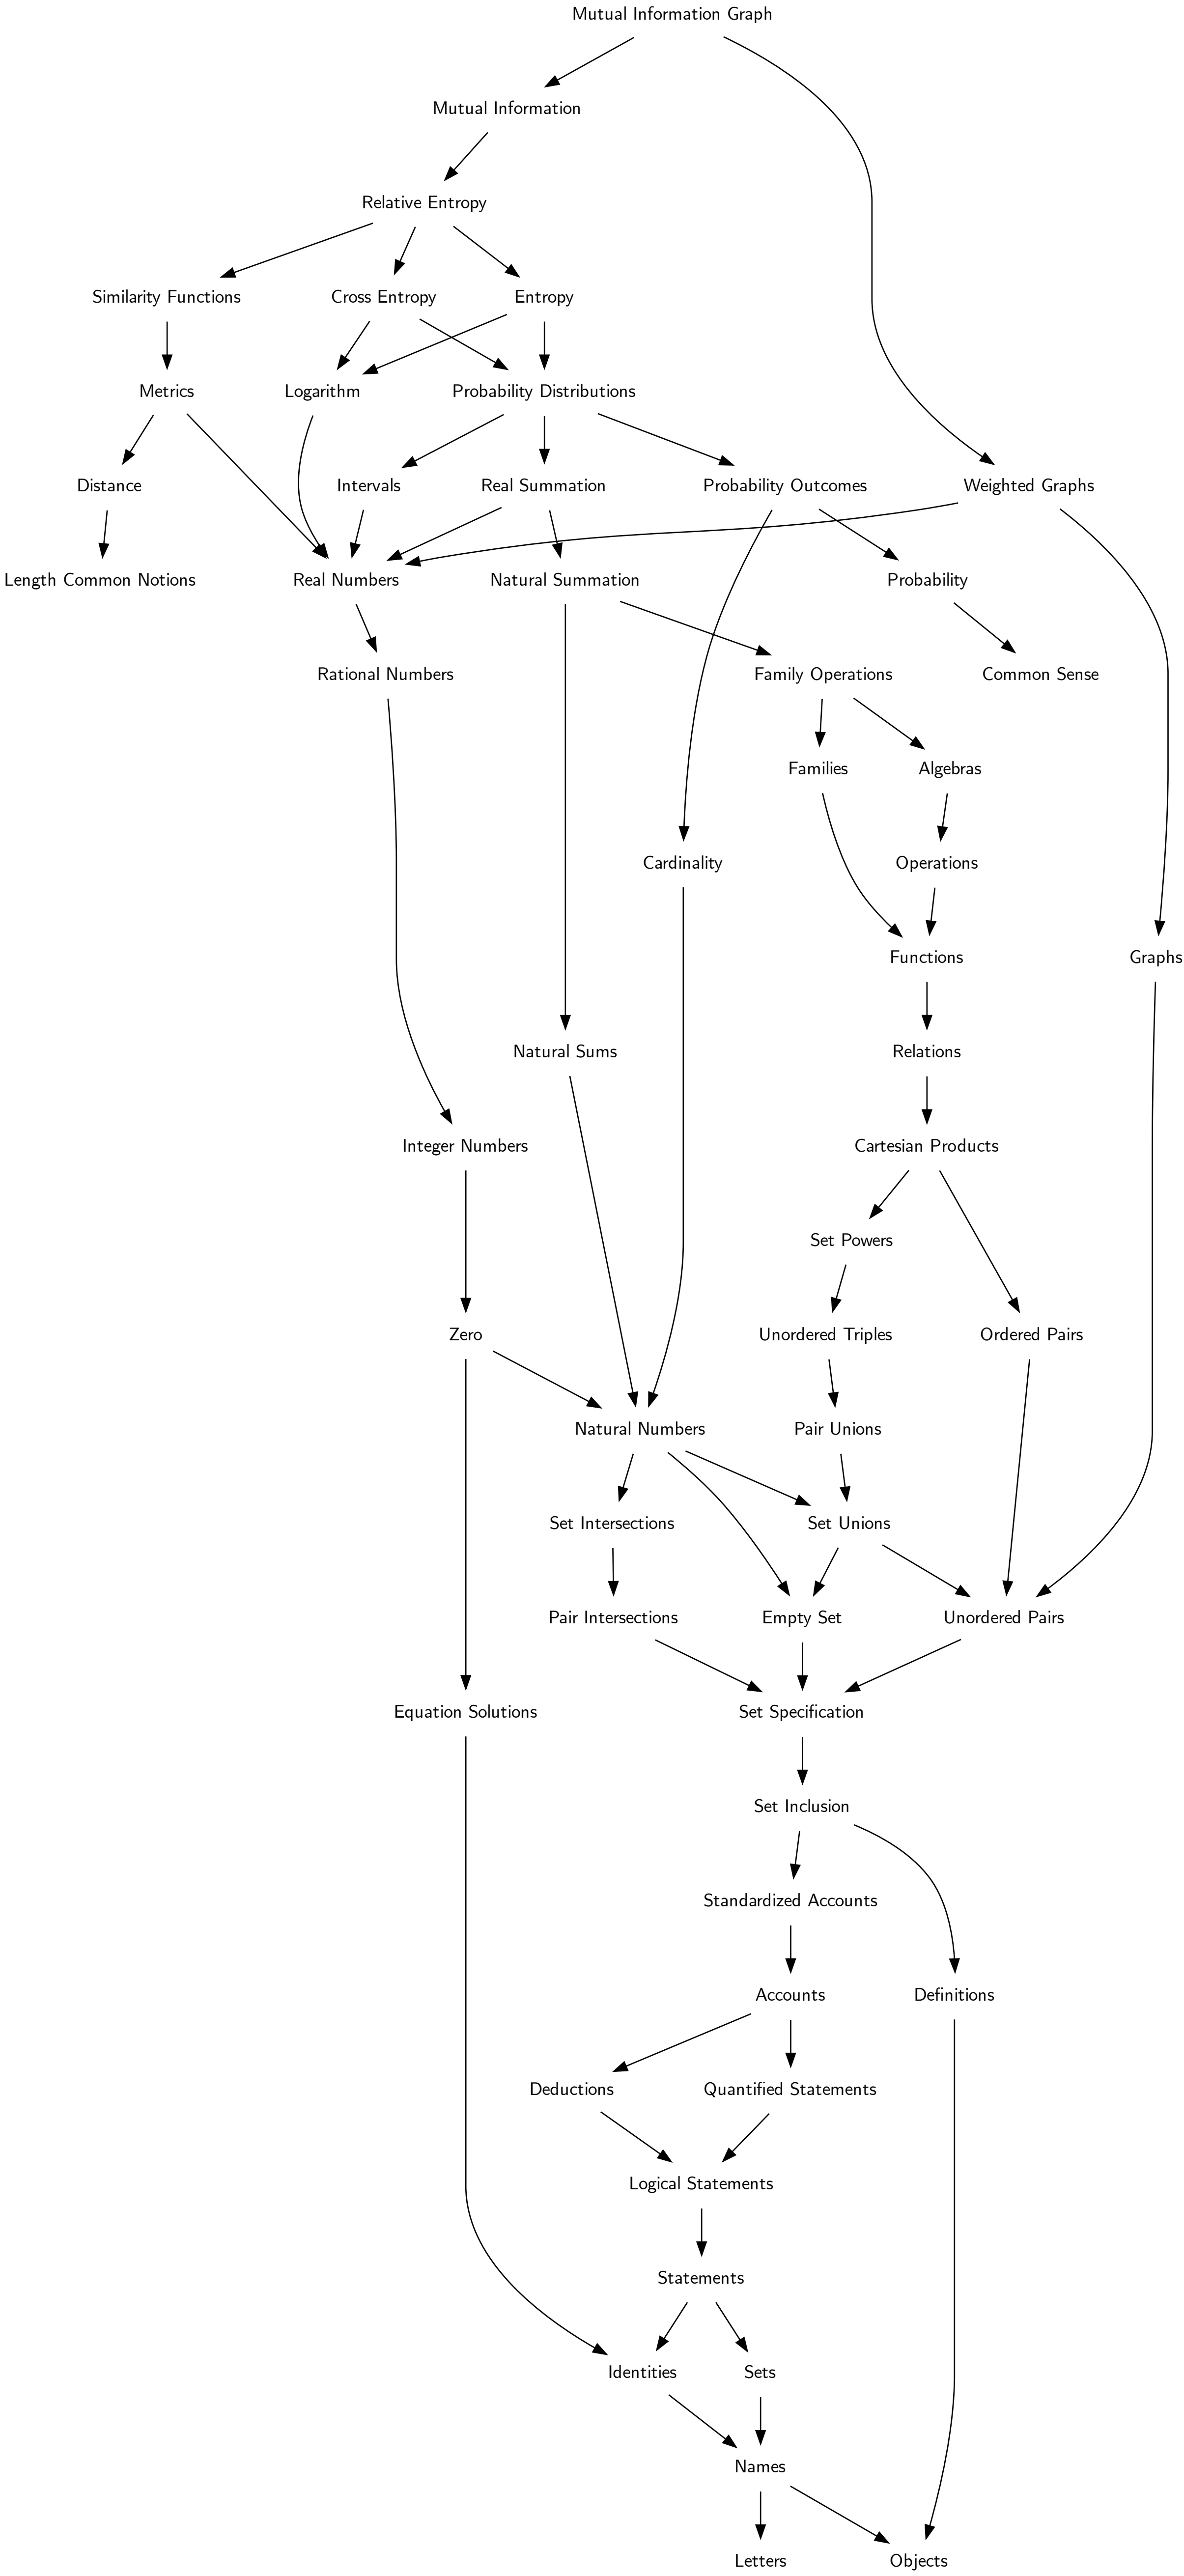 Mutual Information Graph
Mutual Information
Relative Entropy
Similarity Functions
Cross Entropy
Entropy
Metrics
Logarithm
Probability Distributions
Distance
Intervals
Real Summation
Probability Outcomes
Weighted Graphs
Length Common Notions
Real Numbers
Natural Summation
Probability
Rational Numbers
Family Operations
Common Sense
Families
Algebras
Cardinality
Operations
Functions
Graphs
Natural Sums
Relations
Integer Numbers
Cartesian Products
Set Powers
Zero
Unordered Triples
Ordered Pairs
Natural Numbers
Pair Unions
Set Intersections
Set Unions
Pair Intersections
Empty Set
Unordered Pairs
Equation Solutions
Set Specification
Set Inclusion
Standardized Accounts
Accounts
Definitions
Deductions
Quantified Statements
Logical Statements
Statements
Identities
Sets
Names
Letters
Objects